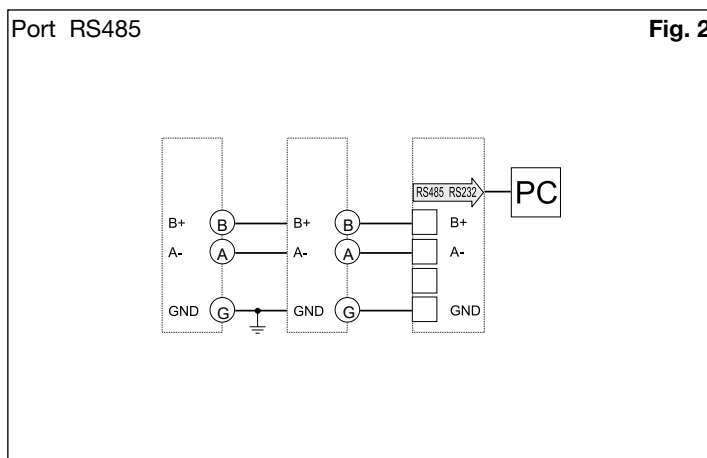 Port RS485 Fig. 2
RS485 RS232 PC
B+ B B+ B B+
A- A A- A A-
GND G GND G GND